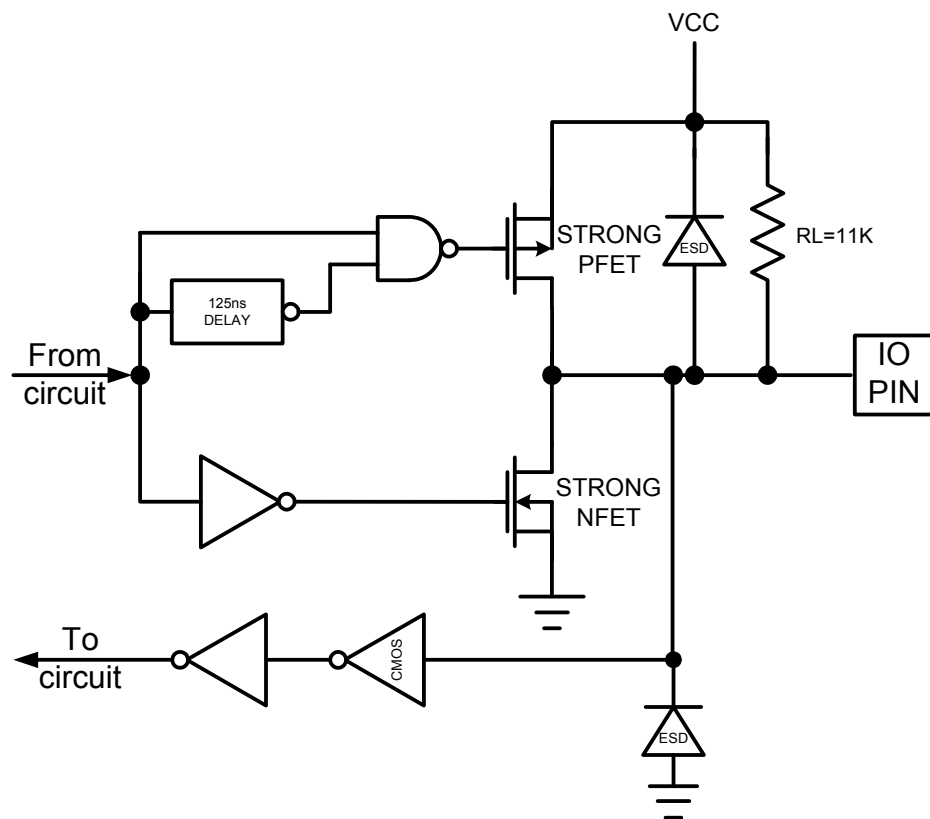 VCC
STRONG
PFET
ESD
RL=11K
125ns
DELAY
From
circuit
IO
PIN
STRONG
NFET
To
circuit
CMOS
ESD